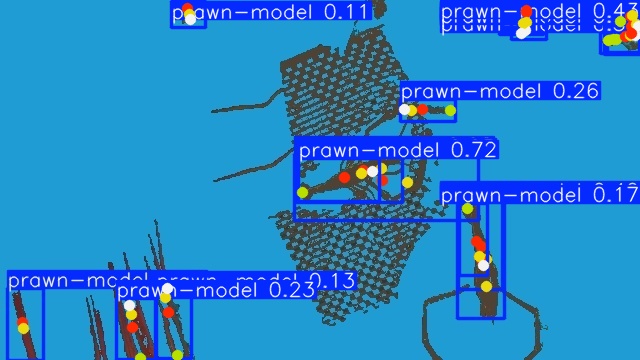 prawn-model 0.11
prawn-model 0.43
prawn-model 0.26
prawn-model 0.72
prawn-model 0.17
prawn-model 0.13
prawn-model 0.23